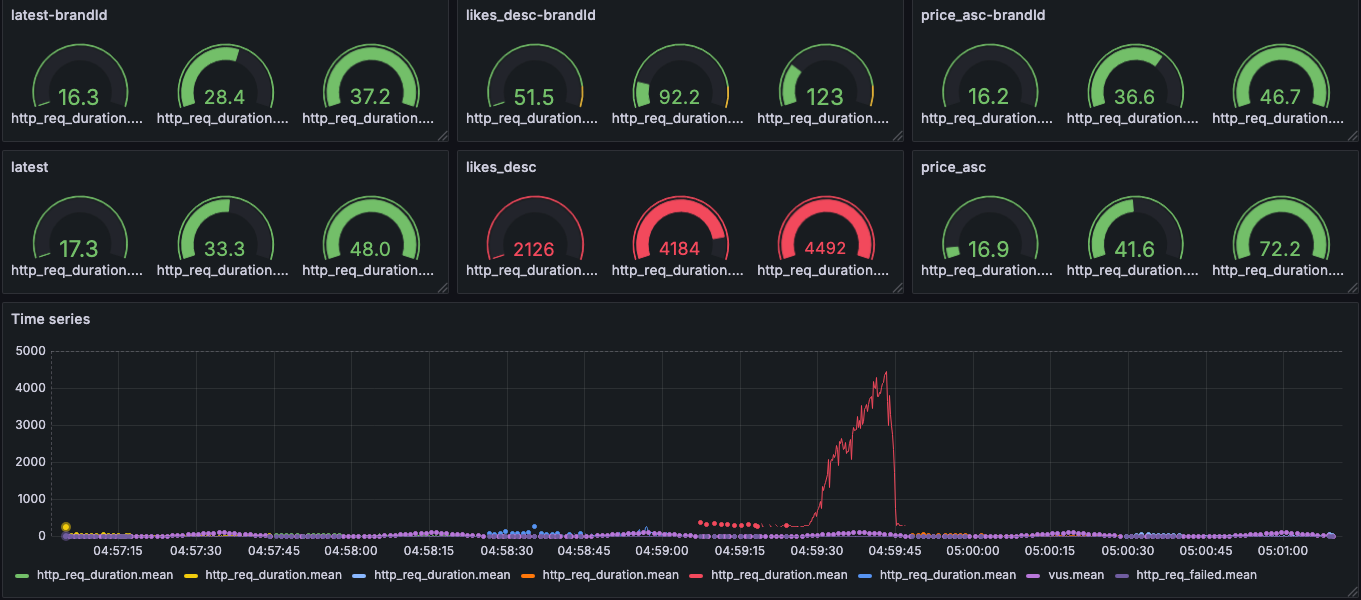 latest-brandId likes_desc-brandId price_asc-brandId
16.3 28.4 37.2 51.5 92.2 123 16.2 36.6 46.7
http_req_duration.... http_req_duration.... http_req_duration.... http_req_duration.... http_req_duration.... http_req_duration.... http_req_duration.... http_req_duration.... http_req_duration....
latest likes_desc price_asc
17.3 33.3 48.0 2126 4184 4492 16.9 41.6 72.2
http_req_duration.... http_req_duration.... http_req_duration.... http_req_duration.... http_req_duration.... http_req_duration.... http_req_duration.... http_req_duration.... http_req_duration....
Time series
5000
4000
3000
2000
1000
0
04:57:15 04:57:30 04:57:45 04:58:00 04:58:15 04:58:30 04:58:45 04:59:00 04:59:15 04:59:30 04:59:45 05:00:00 05:00:15 05:00:30 05:00:45 05:01:00
http_req_duration.mean http_req_duration.mean http_req_duration.mean http_req_duration.mean http_req_duration.mean http_req_duration.mean vus.mean http_req_failed.mean